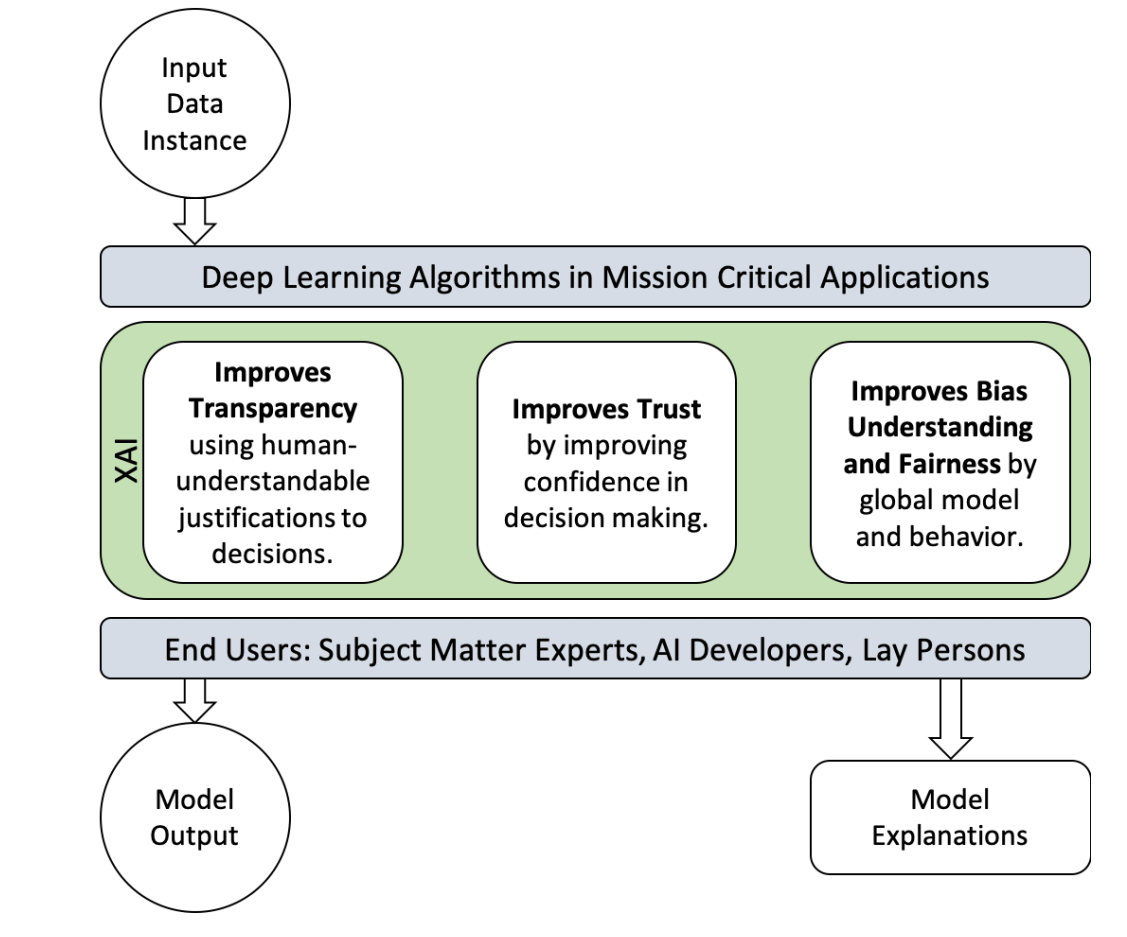 Input
Data
Instance
Deep Learning Algorithms in Mission Critical Applications
XAI
Improves
Transparency
using human-
understandable
justifications to
decisions.
Improves Trust
by improving
confidence in
decision making.
Improves Bias
Understanding
and Fairness by
global model
and behavior.
End Users: Subject Matter Experts, AI Developers, Lay Persons
Model
Output
Model
Explanations